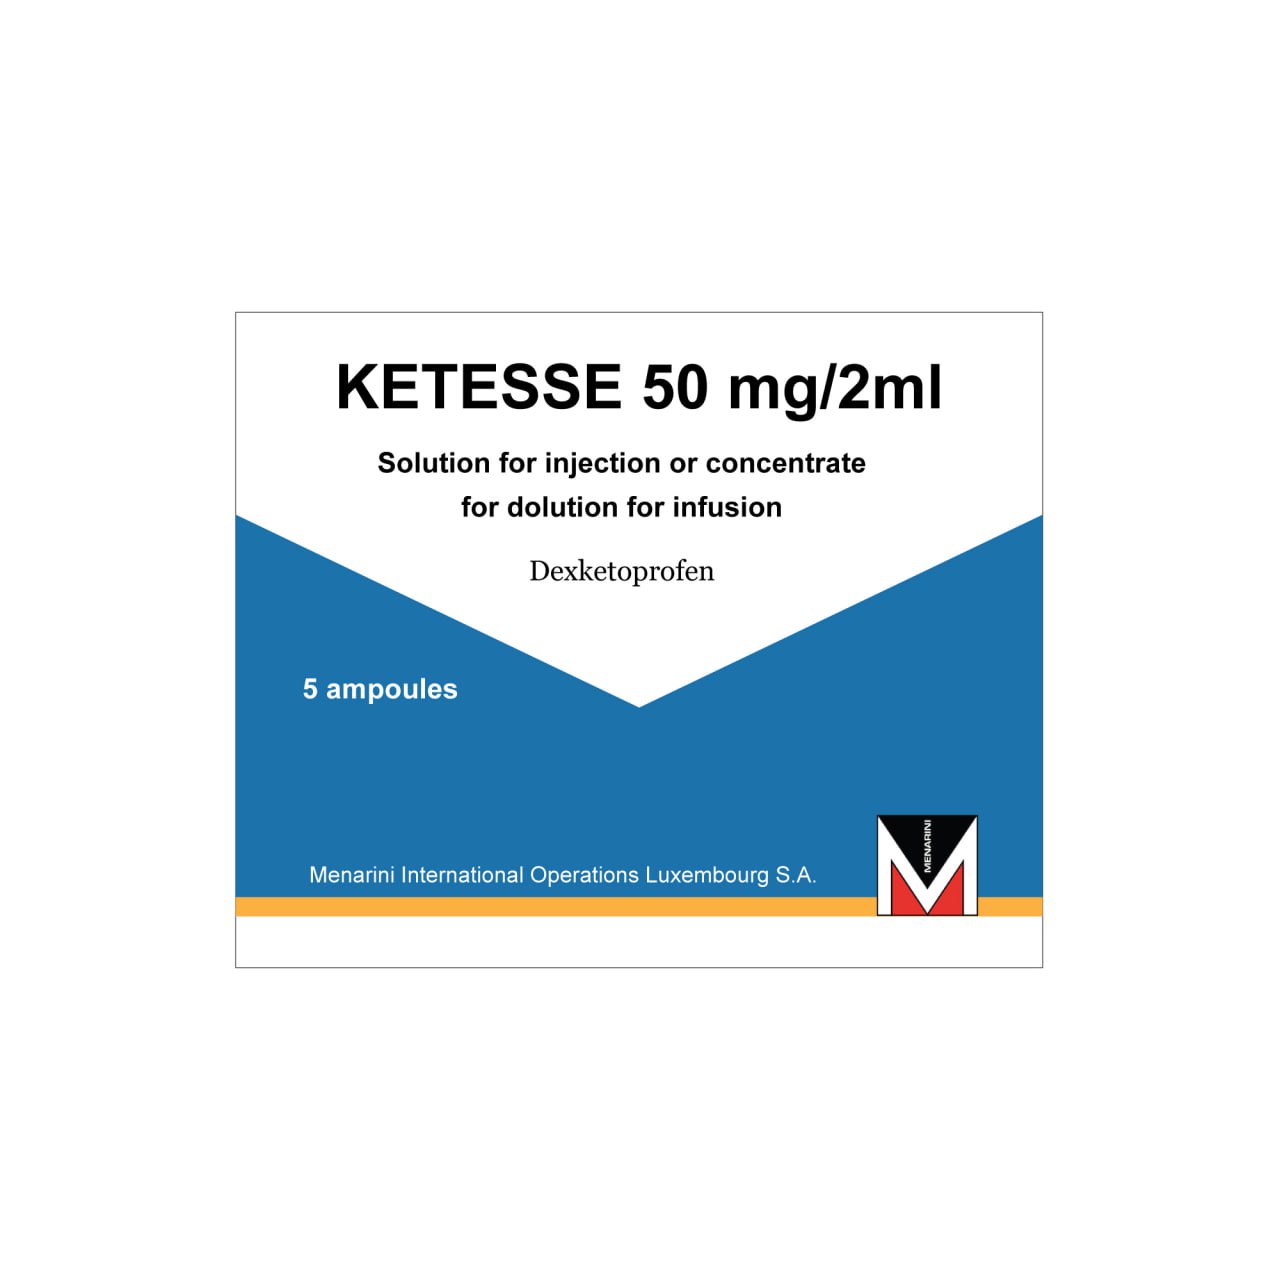 KETESSE 50 mg/2ml
Solution for injection or concentrate
for dolution for infusion
Dexketoprofen
5 ampoules
Menarini International Operations Luxembourg S.A.
MENARINI